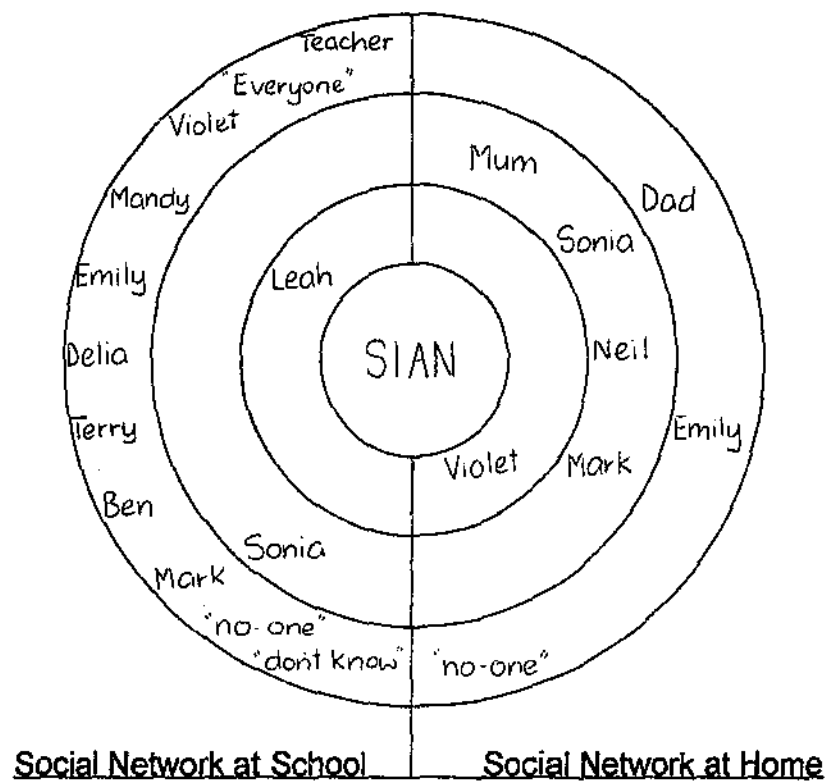 Teacher
"Everyone"
Violet
Mum
Mandy
Dad
Sonia
Emily
Leah
Delia
SIAN
Neil
Terry
Emily
Violet
Mark
Ben
Sonia
Mark
"no-one"
"don't know"
"no-one"
Social Network at School
Social Network at Home